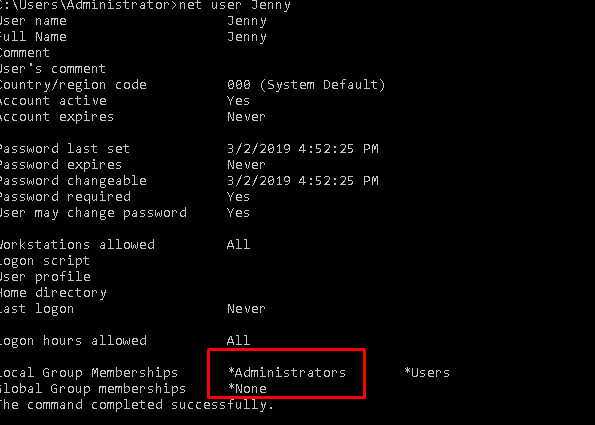 C:\Users\Administrator>net user Jenny
User name Jenny
Full Name Jenny
Comment
User's comment
Country/region code 000 (System Default)
Account active Yes
Account expires Never
Password last set 3/2/2019 4:52:25 PM
Password expires Never
Password changeable 3/2/2019 4:52:25 PM
Password required Yes
User may change password Yes
Workstations allowed All
Logon script
User profile
Home directory
Last logon Never
Logon hours allowed All
Local Group Memberships *Administrators *Users
Global Group memberships *None
The command completed successfully.